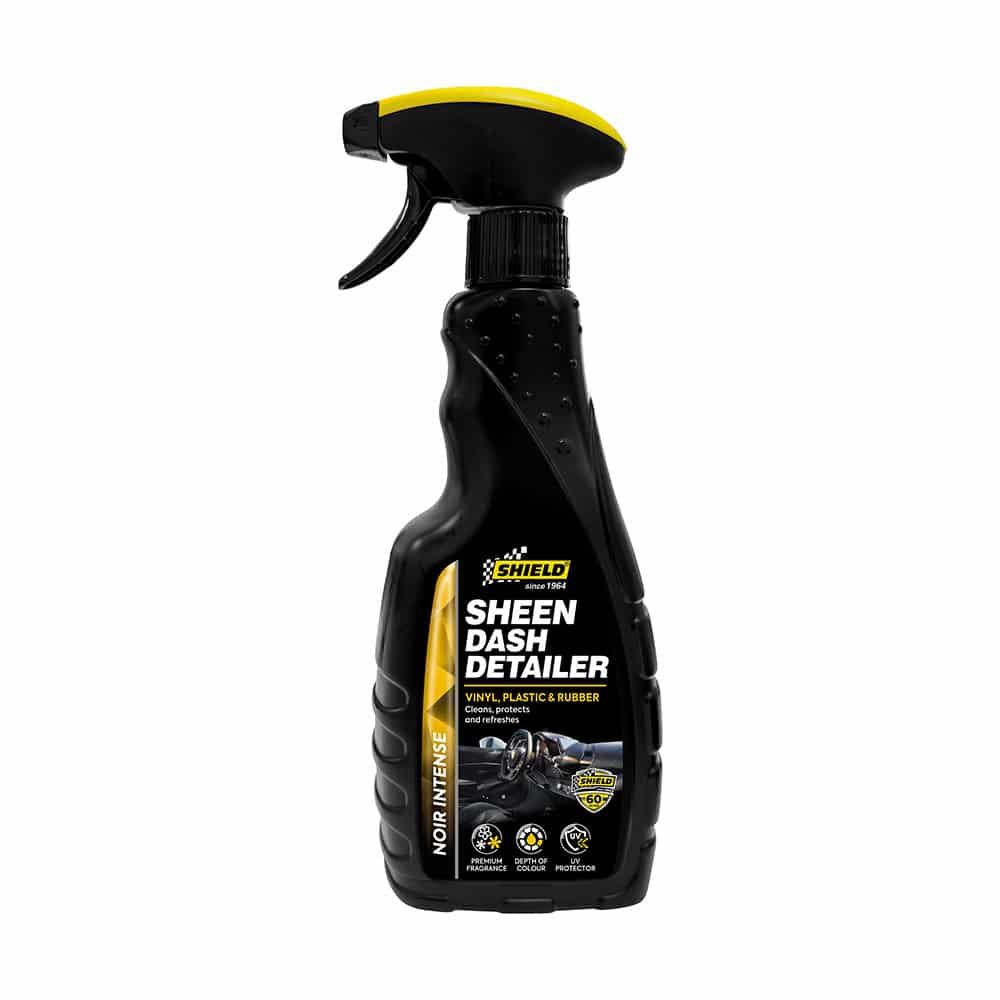 SHIELD
since 1964
SHEEN
DASH
DETAILER
VINYL, PLASTIC & RUBBER
Cleans, protects
and refreshes
NOIR INTENSE
SHIELD
60
UV
PREMIUM
FRAGRANCE
DEPTH OF
COLOUR
UV
PROTECTOR